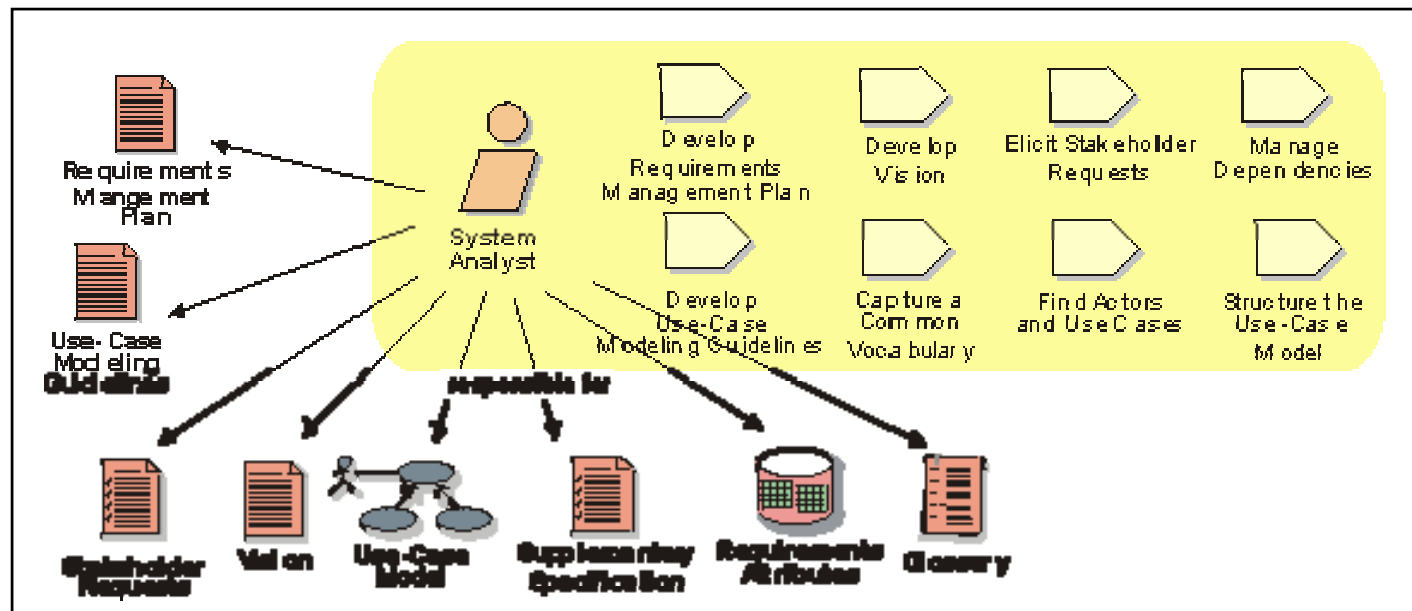 Requirements
Mangement
Plan
Use-Case
Modeling
Guidelines
System
Analyst
Develop
Requirements
Management Plan
Develop
Vision
Elicit Stakeholder
Requests
Manage
Dependencies
Develop
Use-Case
Modeling Guidelines
Capture a
Common
Vocabulary
Find Actors
and Use Cases
Structure the
Use-Case
Model
responsible for
Stakeholder
Requests
Vision
Use-Case
Model
Supplementary
Specification
Requirements
Attributes
Glossary